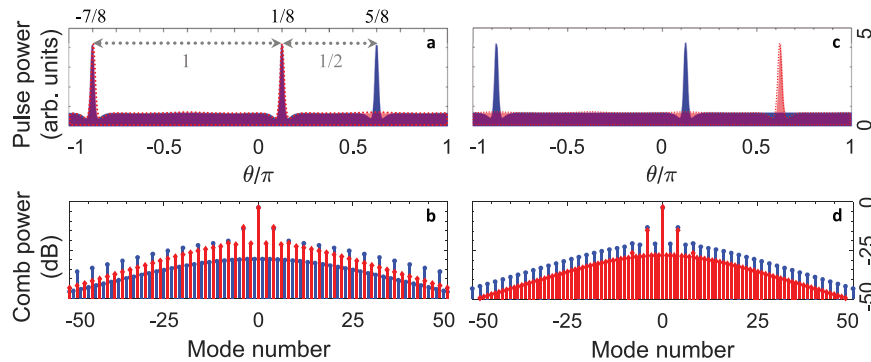 -7/8 1/8 5/8
a c
1 1/2
Pulse power
(arb. units)
5
0
-1 -0.5 0 0.5 1
-1 -0.5 0 0.5 1
θ/π θ/π
b d
Comb power
(dB)
0
-25
-50
-50 -25 0 25 50
-50 -25 0 25 50
Mode number Mode number